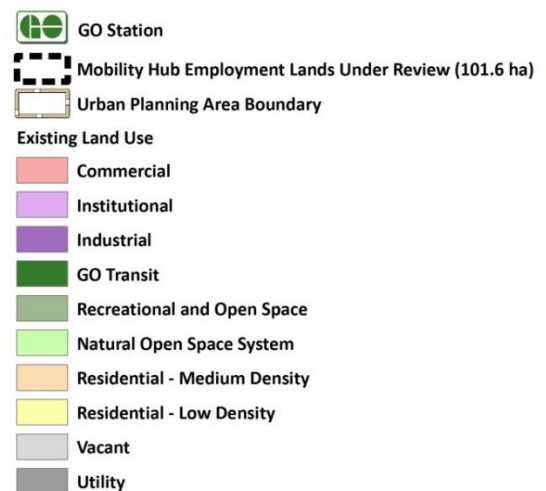 GO GO Station
Mobility Hub Employment Lands Under Review (101.6 ha)
Urban Planning Area Boundary
Existing Land Use
Commercial
Institutional
Industrial
GO Transit
Recreational and Open Space
Natural Open Space System
Residential - Medium Density
Residential - Low Density
Vacant
Utility